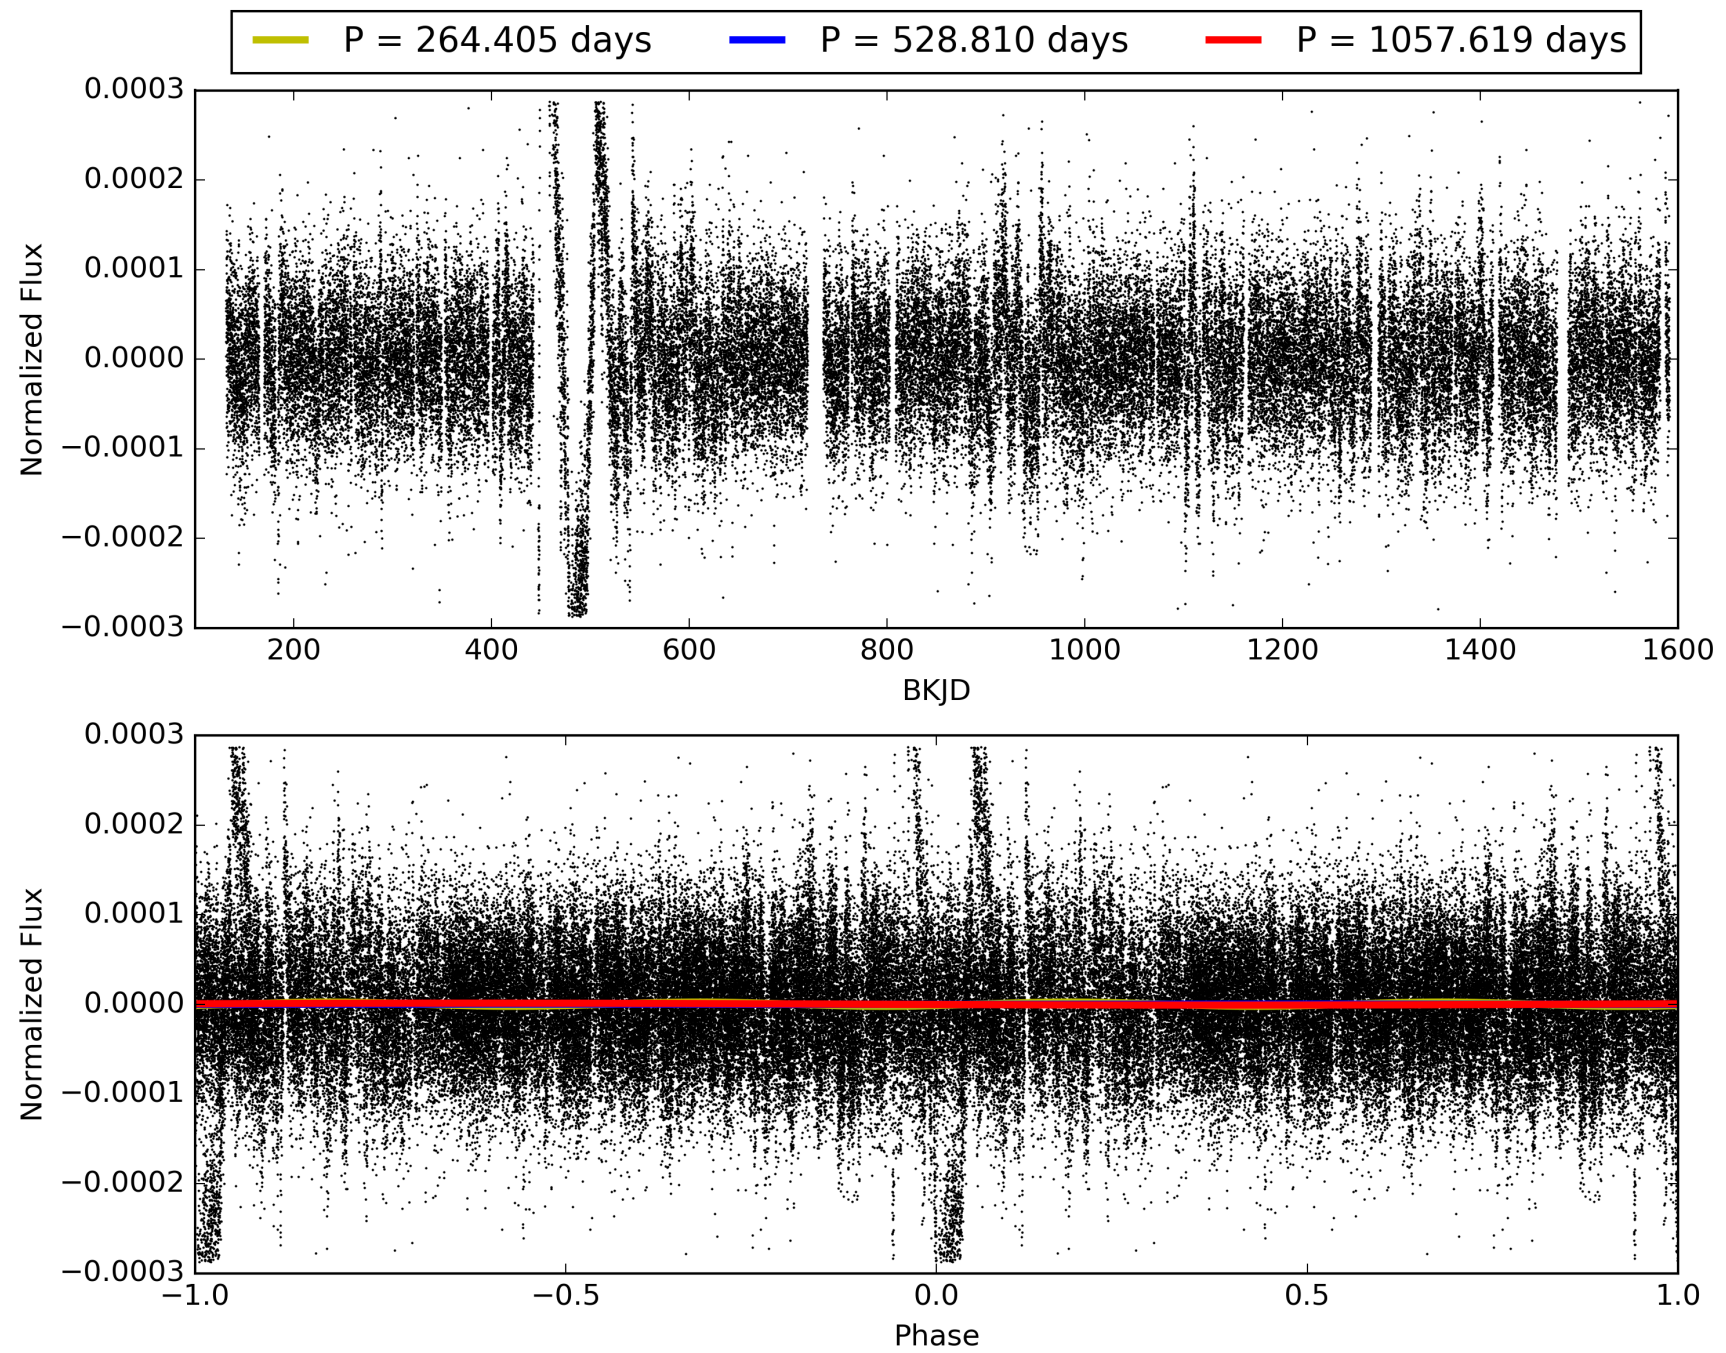 P = 264.405 days P = 528.810 days P = 1057.619 days
0.0003
0.0002
0.0001
0.0000
−0.0001
−0.0002
−0.0003
Normalized Flux
200 400 600 800 1000 1200 1400 1600
BKJD
0.0003
0.0002
0.0001
0.0000
−0.0001
−0.0002
−0.0003
Normalized Flux
−1.0 −0.5 0.0 0.5 1.0
Phase